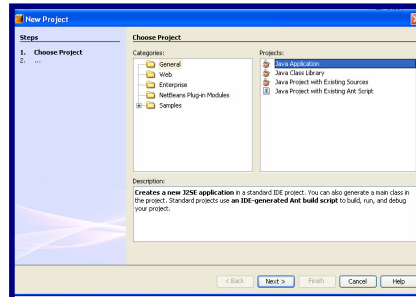 New Project
Steps
1. Choose Project
2. ...
Choose Project
Categories:
General
Web
Enterprise
NetBeans Plug-in Modules
Samples
Projects:
Java Application
Java Class Library
Java Project with Existing Sources
Java Project with Existing Ant Script
Description:
Creates a new J2SE application in a standard IDE project. You can also generate a main class in
the project. Standard projects use an IDE-generated Ant build script to build, run, and debug
your project.
< Back Next > Finish Cancel Help